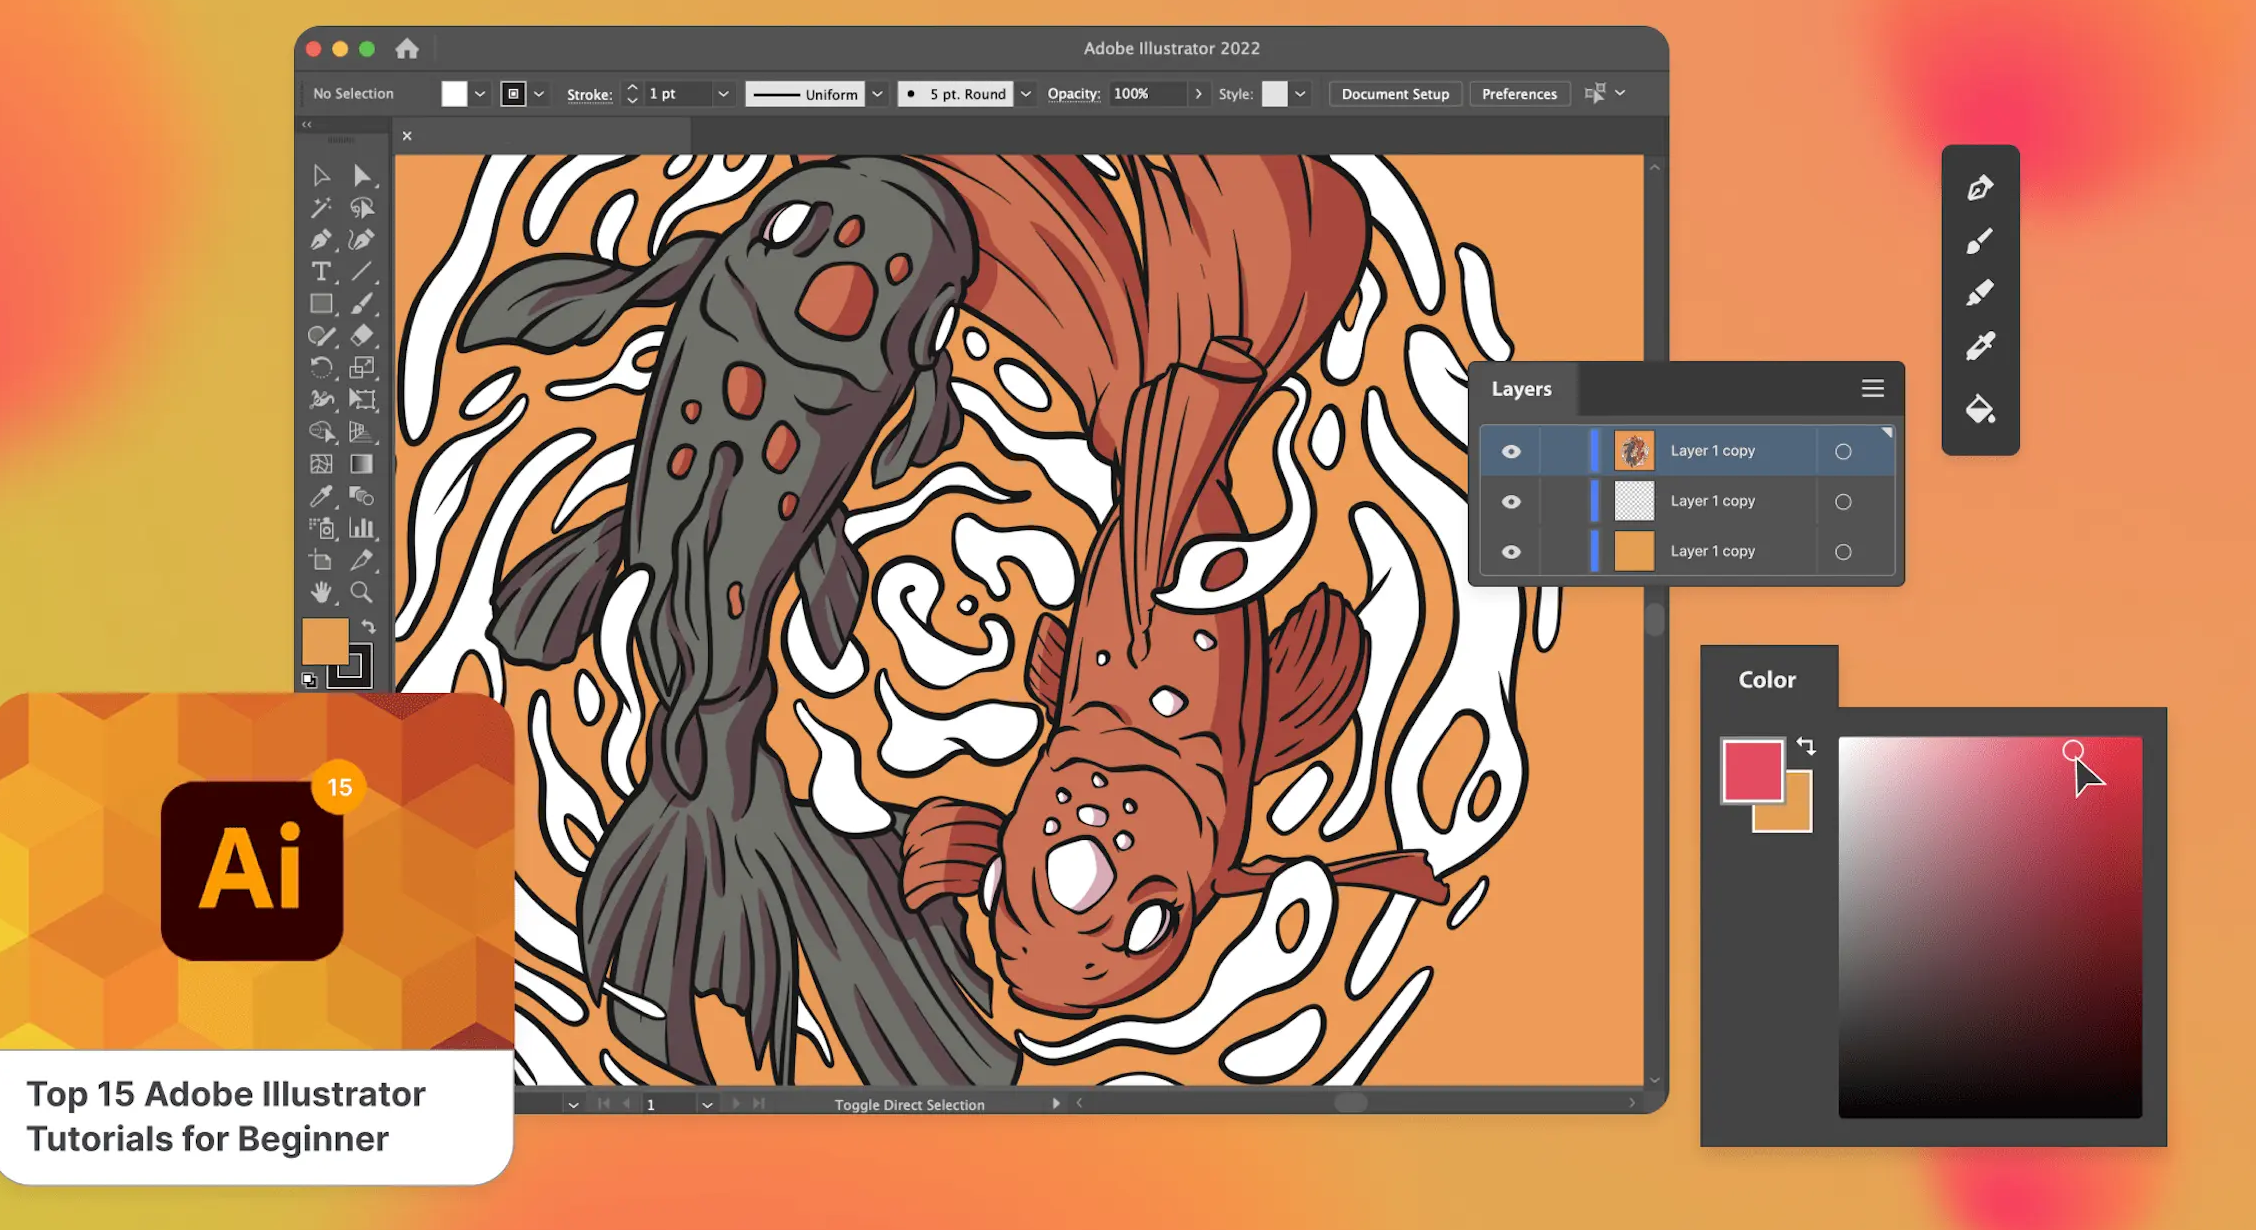 Adobe Illustrator 2022
No Selection
Stroke: 1 pt
Uniform
5 pt. Round
Opacity: 100%
Style:
Document Setup
Preferences
T
Layers
Layer 1 copy
Layer 1 copy
Layer 1 copy
Color
15
Ai
Top 15 Adobe Illustrator
Tutorials for Beginner
1
Toggle Direct Selection